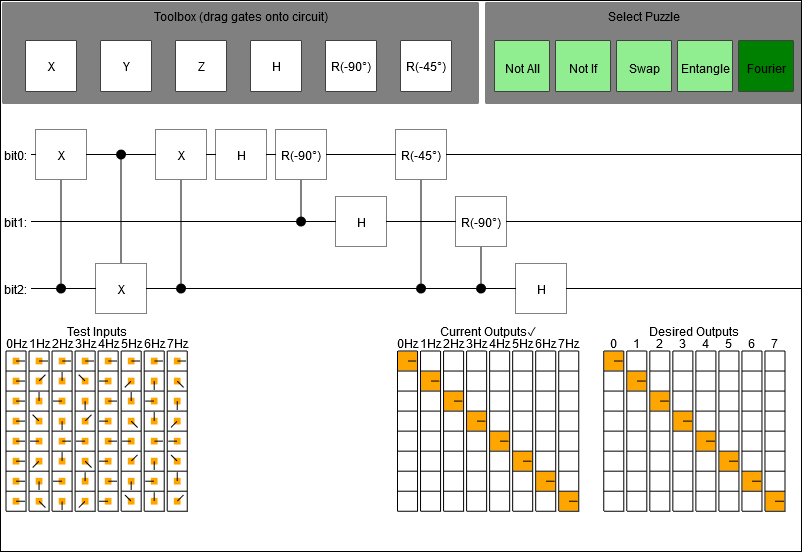 Toolbox (drag gates onto circuit)
Select Puzzle
X Y Z H R(-90°) R(-45°)
Not All Not If Swap Entangle Fourier
bit0: X X H R(-90°) R(-45°)
bit1: H R(-90°)
bit2: X H
Test Inputs
0Hz 1Hz 2Hz 3Hz 4Hz 5Hz 6Hz 7Hz
Current Outputs✓
0Hz 1Hz 2Hz 3Hz 4Hz 5Hz 6Hz 7Hz
Desired Outputs
0 1 2 3 4 5 6 7